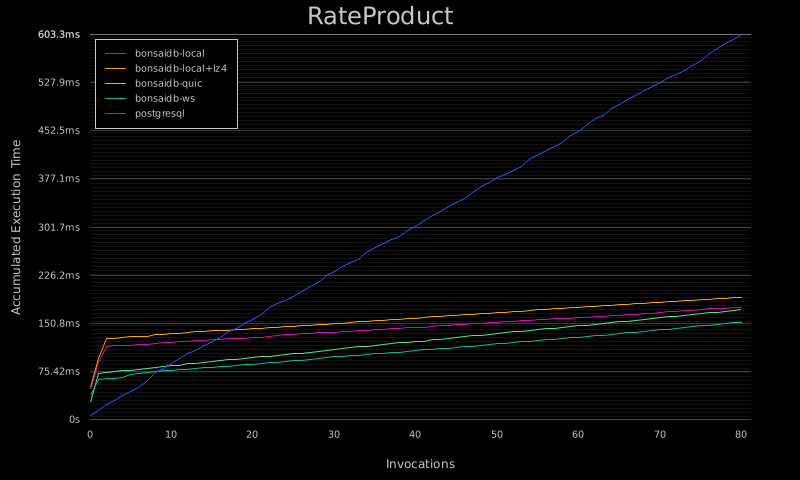 RateProduct
603.3ms
527.9ms
452.5ms
377.1ms
301.7ms
226.2ms
150.8ms
75.42ms
0s
Accumulated Execution Time
bonsaidb-local
bonsaidb-local+lz4
bonsaidb-quic
bonsaidb-ws
postgresql
0 10 20 30 40 50 60 70 80
Invocations